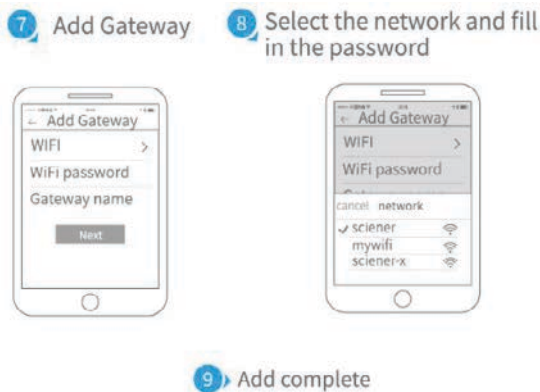 7 Add Gateway
8 Select the network and fill
in the password
← Add Gateway
WIFI >
WiFi password
Gateway name
Next
← Add Gateway
WIFI >
WiFi password
cancel network
✓ sciener
mywifi
sciener-x
9 Add complete